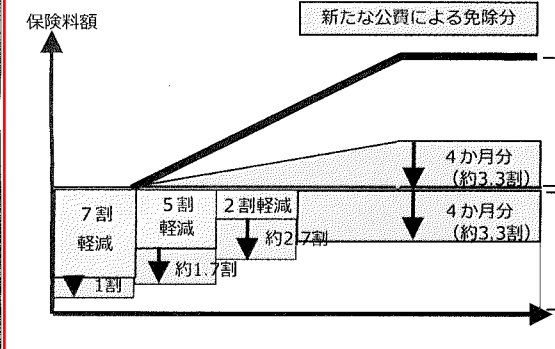 新たな公費による免除分
保険料額
4か月分
(約3.3割)
7割
軽減
5割
軽減
2割軽減
4か月分
(約3.3割)
約2.7割
約1.7割
1割